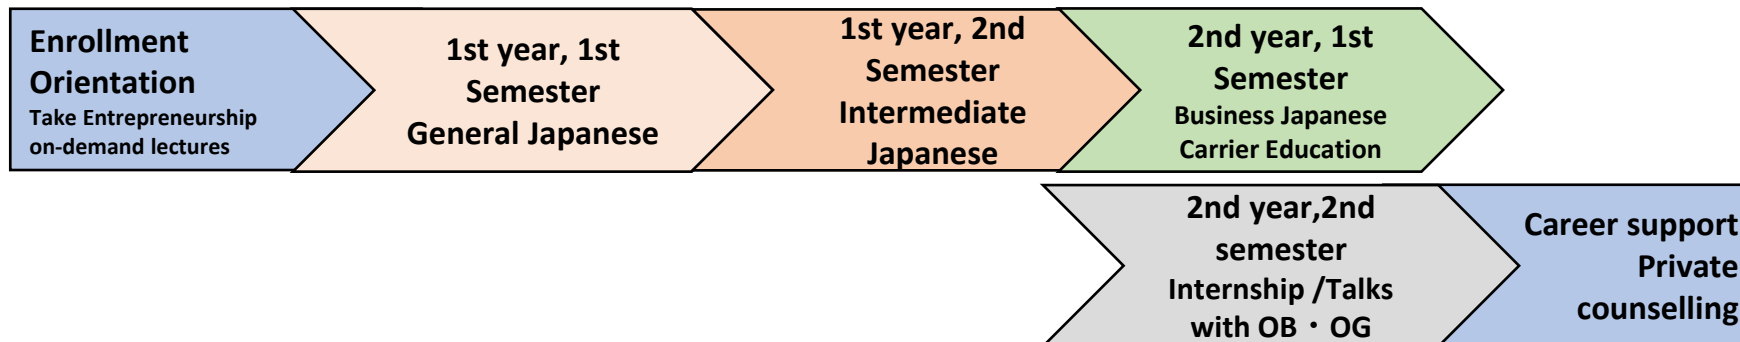 Enrollment
Orientation
Take Entrepreneurship
on-demand lectures
1st year, 1st
Semester
General Japanese
1st year, 2nd
Semester
Intermediate
Japanese
2nd year, 1st
Semester
Business Japanese
Carrier Education
2nd year,2nd
semester
Internship /Talks
with OB・OG
Career support
Private
counselling